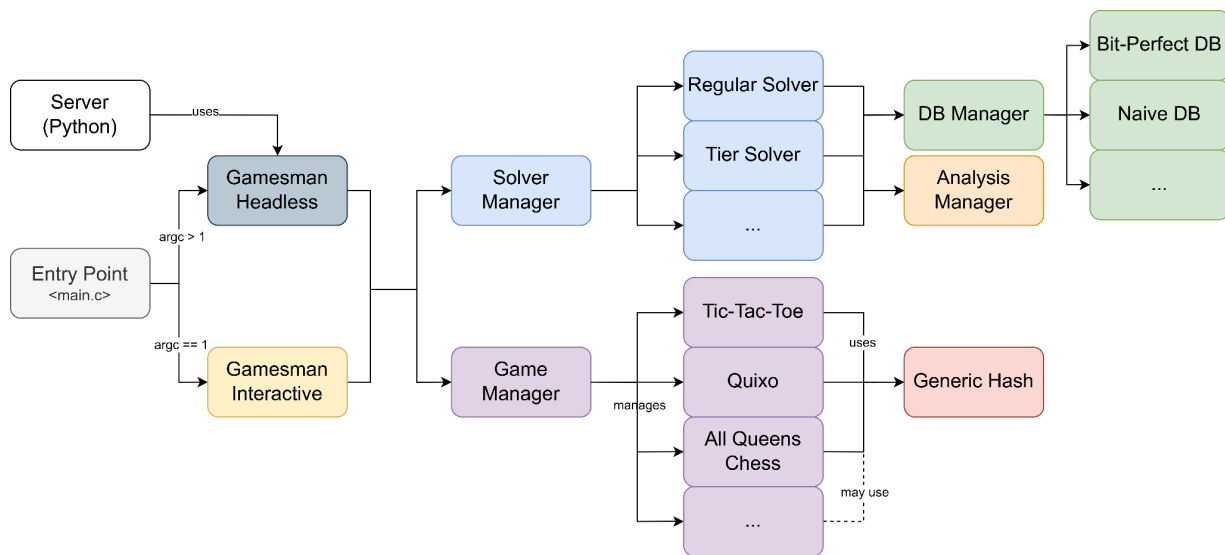 Server
(Python)
uses
Gamesman
Headless
argc > 1
Entry Point
<main.c>
argc == 1
Gamesman
Interactive
Solver
Manager
Regular Solver
Tier Solver
...
DB Manager
Analysis
Manager
Bit-Perfect DB
Naive DB
...
Game
Manager
manages
Tic-Tac-Toe
Quixo
All Queens
Chess
...
uses
may use
Generic Hash